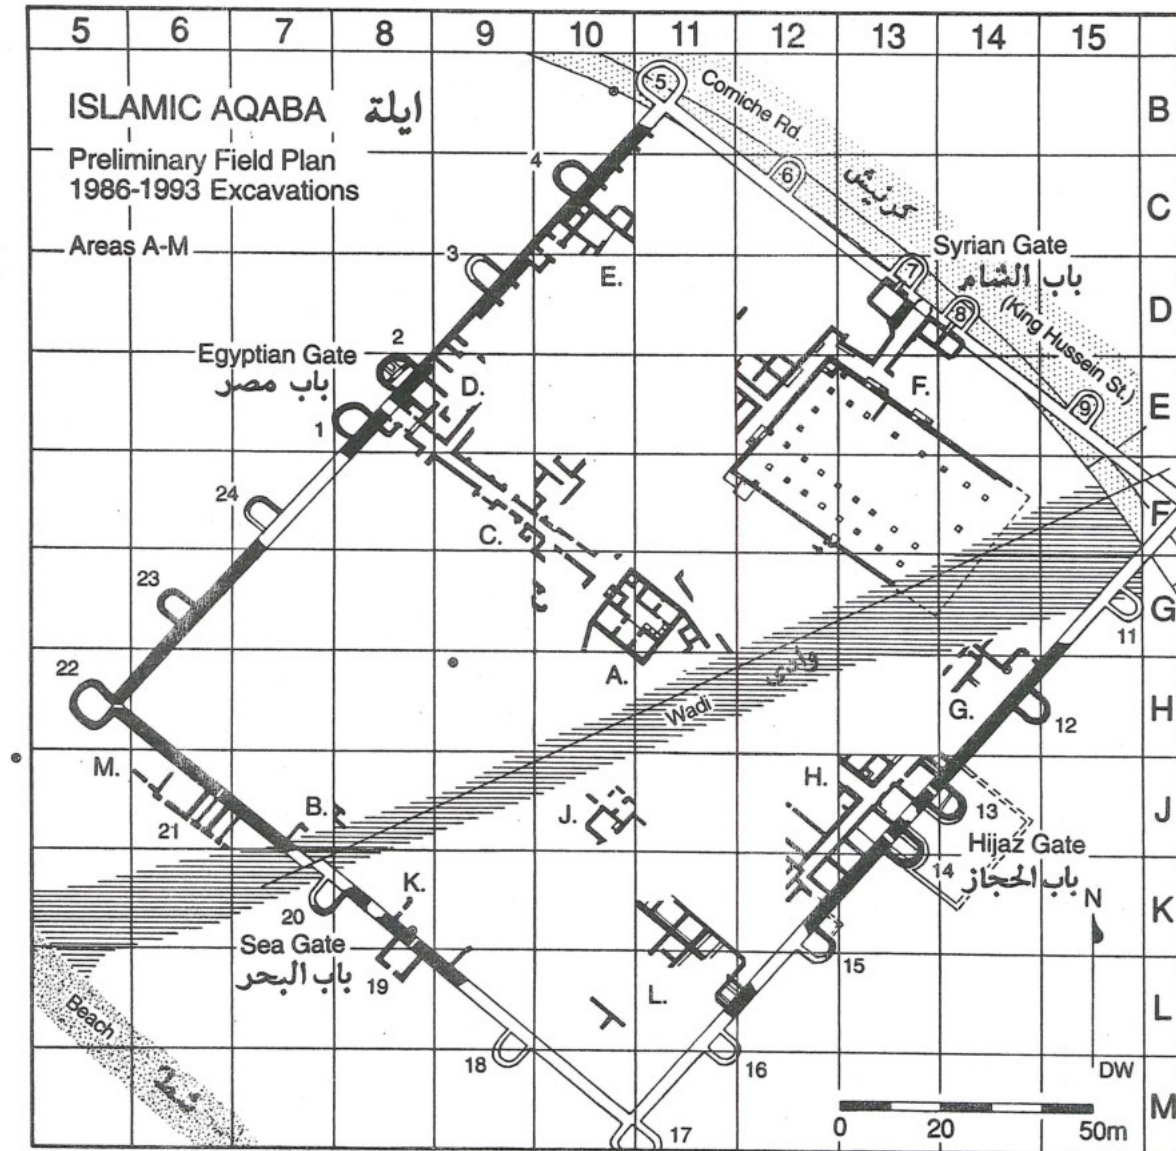 5 6 7 8 9 10 11 12 13 14 15
ISLAMIC AQABA ايلة
Preliminary Field Plan
1986-1993 Excavations
Areas A-M
B
C
D
E
F
G
H
J
K
L
M
5
Corniche Rd.
كرنيش
4
6
3
E.
7
Syrian Gate
باب الشام
8
(King Hussein St.)
2
Egyptian Gate
باب مصر
D.
F.
1
9
24
C.
23
11
A.
22
Wadi
وادي
G.
12
M.
H.
B.
J.
13
21
Hijaz Gate
باب الحجاز
14
K.
20
N
Sea Gate
باب البحر
19
15
L.
Beach
18
16
DW
17
0 20 50m